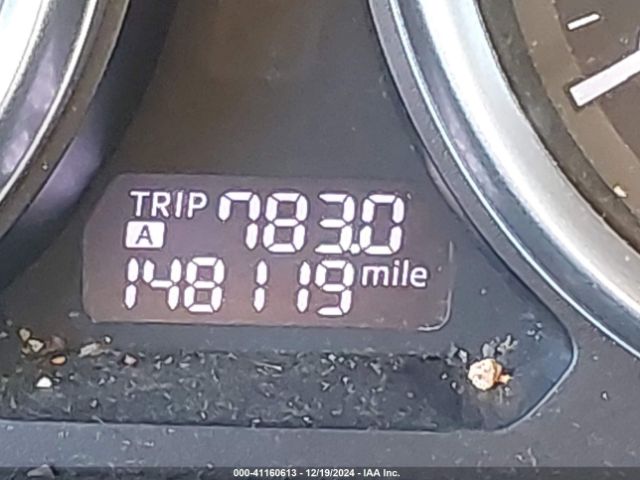 TRIP 783.0
A
148119 mile
000-41160613 - 12/19/2024 - IAA Inc.